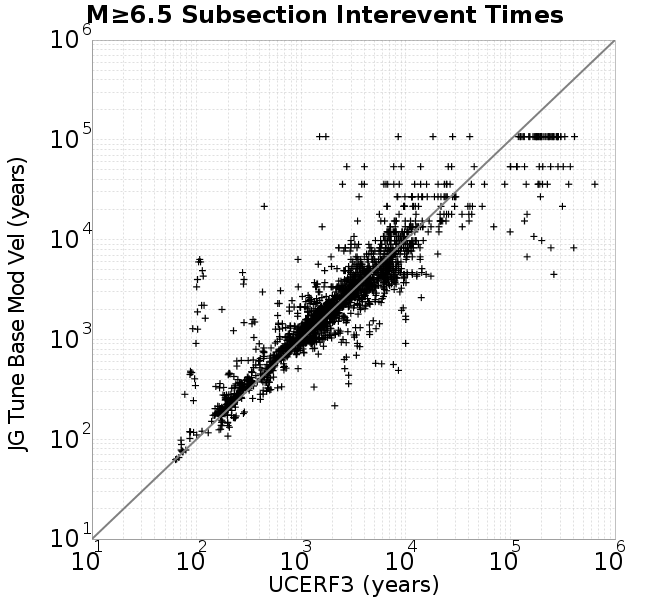 M≥6.5 Subsection Interevent Times
JG Tune Base Mod Vel (years)
10^6
10^5
10^4
10^3
10^2
10^1
10^1 10^2 10^3 10^4 10^5 10^6
UCERF3 (years)